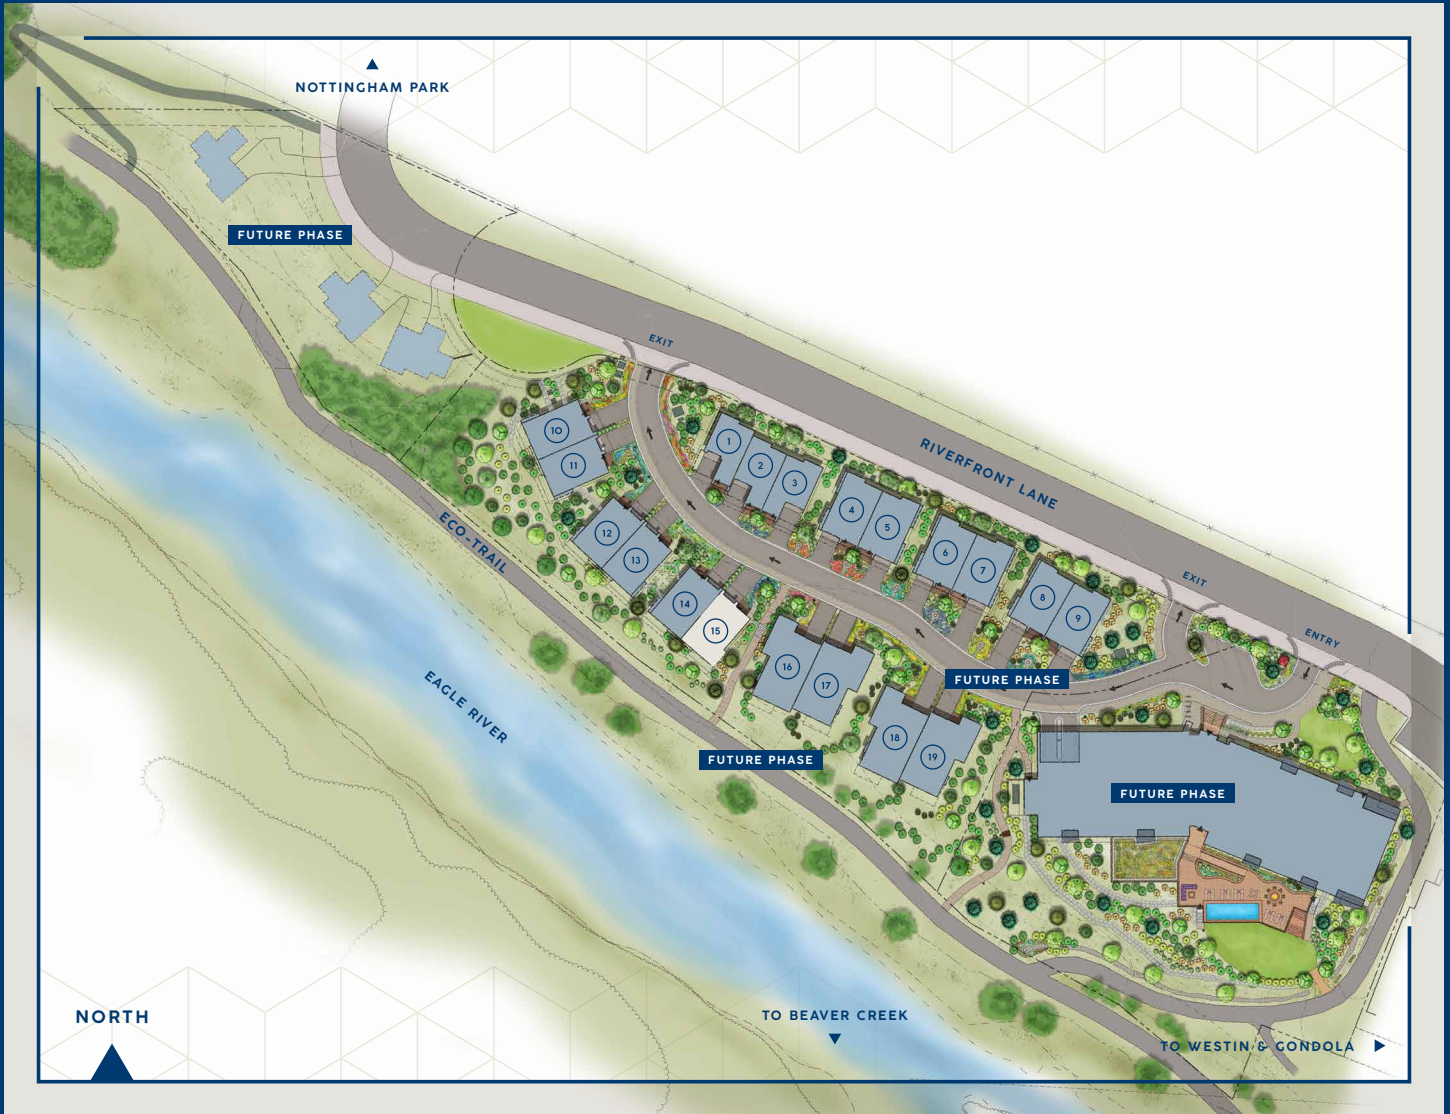 NOTTINGHAM PARK
FUTURE PHASE
EXIT
RIVERFRONT LANE
10
11
1
2
3
4
5
6
7
8
9
12
13
14
15
16
17
18
19
ECO-TRAIL
EXIT
ENTRY
FUTURE PHASE
EAGLE RIVER
FUTURE PHASE
FUTURE PHASE
NORTH
TO BEAVER CREEK
TO WESTIN & GONDOLA